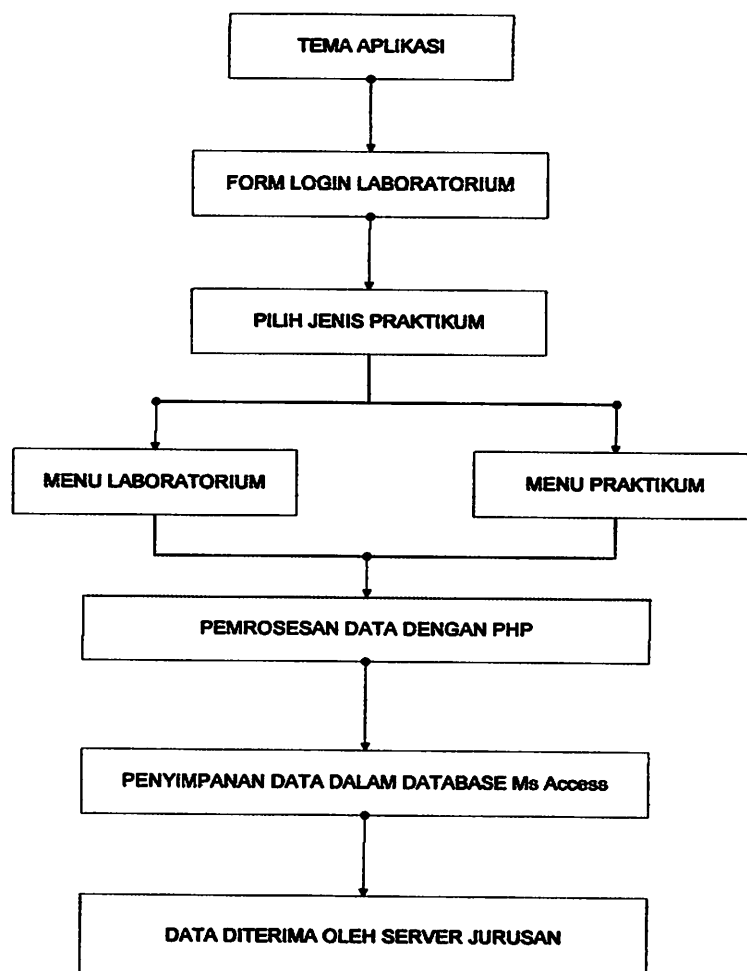 TEMA APLIKASI
FORM LOGIN LABORATORIUM
PILIH JENIS PRAKTIKUM
MENU LABORATORIUM
MENU PRAKTIKUM
PEMROSESAN DATA DENGAN PHP
PENYIMPANAN DATA DALAM DATABASE Ms Access
DATA DITERIMA OLEH SERVER JURUSAN